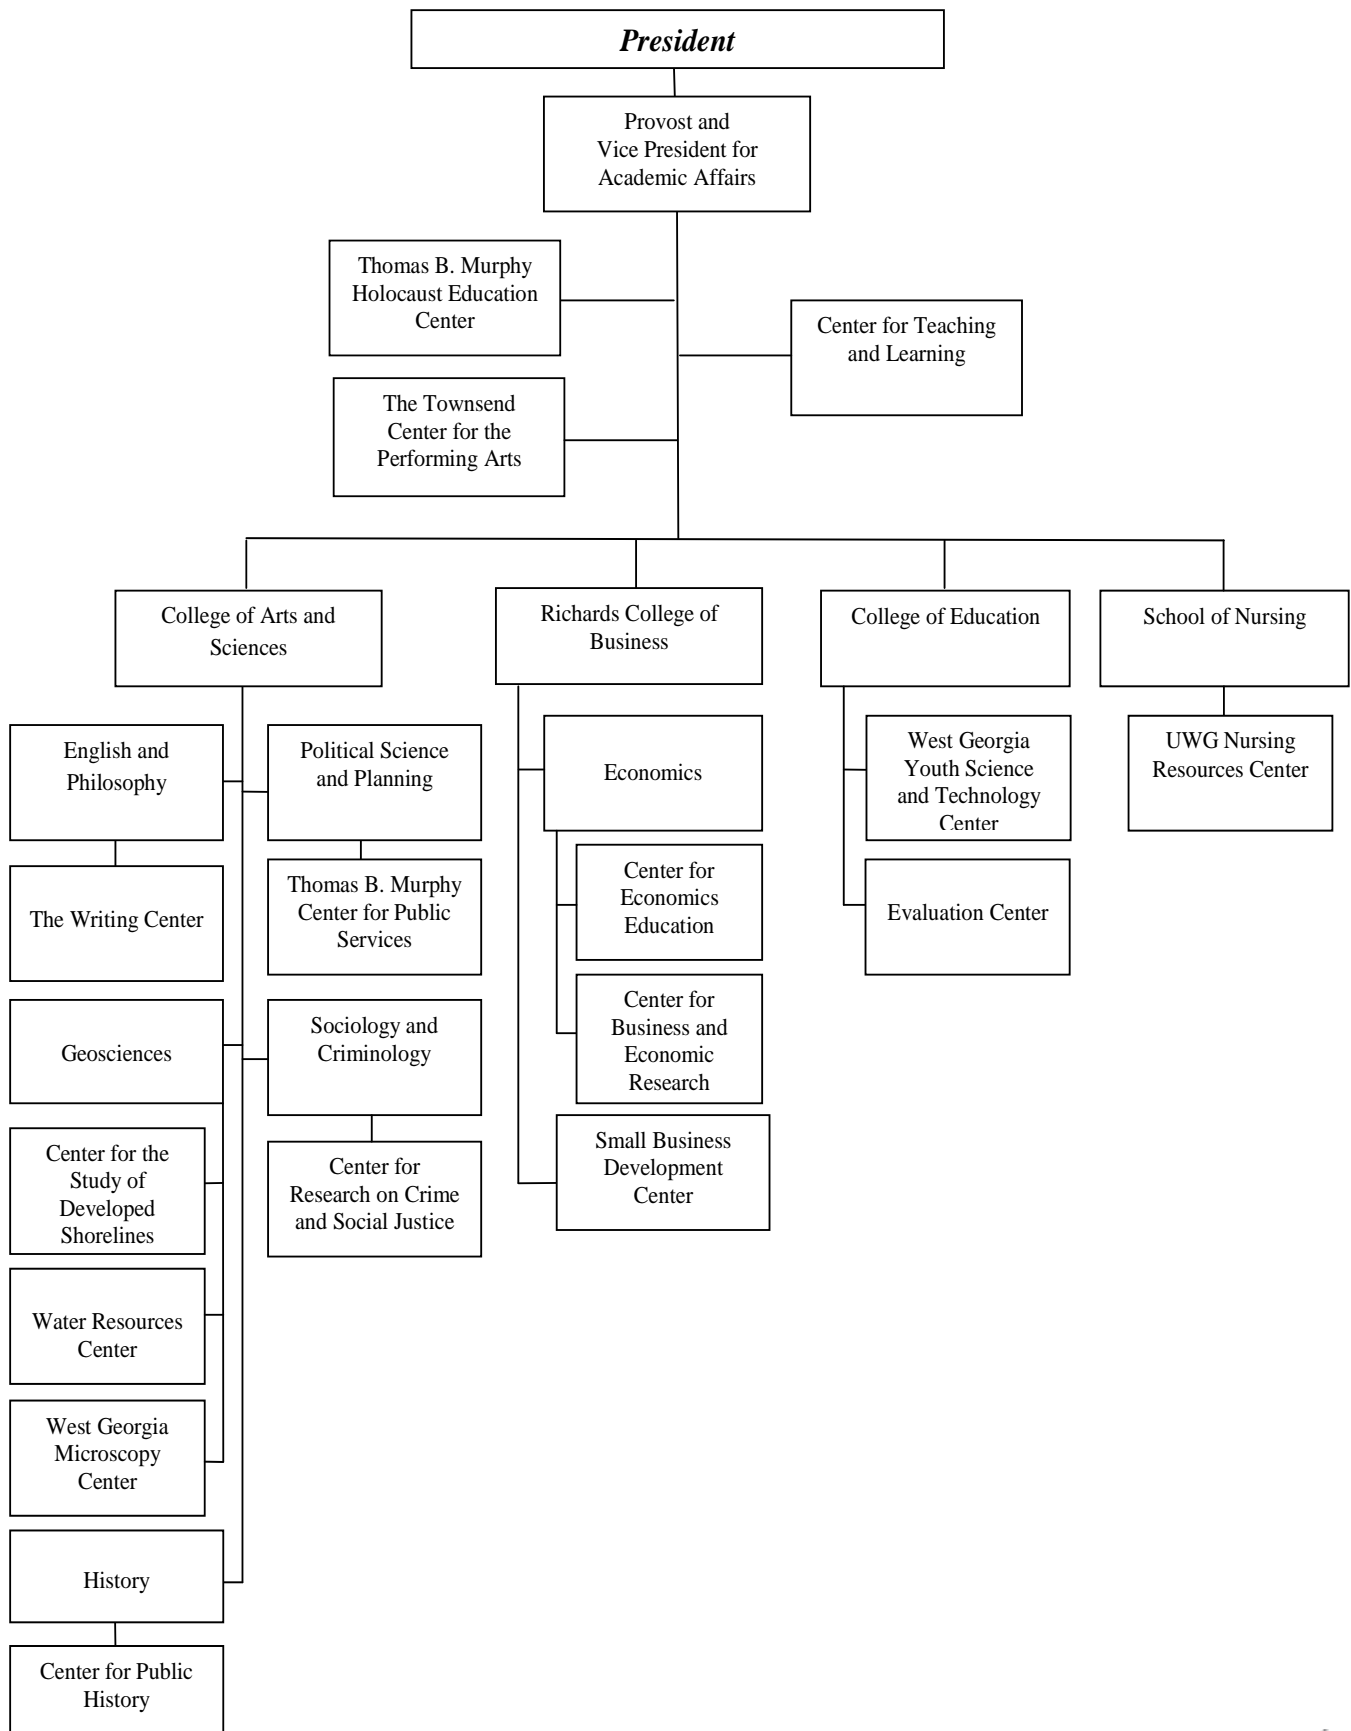 President
Provost and
Vice President for
Academic Affairs
Thomas B. Murphy
Holocaust Education
Center
Center for Teaching
and Learning
The Townsend
Center for the
Performing Arts
College of Arts and
Sciences
Richards College of
Business
College of Education
School of Nursing
English and
Philosophy
Political Science
and Planning
Economics
West Georgia
Youth Science
and Technology
Center
UWG Nursing
Resources Center
The Writing Center
Thomas B. Murphy
Center for Public
Services
Center for
Economics
Education
Evaluation Center
Geosciences
Sociology and
Criminology
Center for
Business and
Economic
Research
Center for the
Study of
Developed
Shorelines
Center for
Research on Crime
and Social Justice
Small Business
Development
Center
Water Resources
Center
West Georgia
Microscopy
Center
History
Center for Public
History